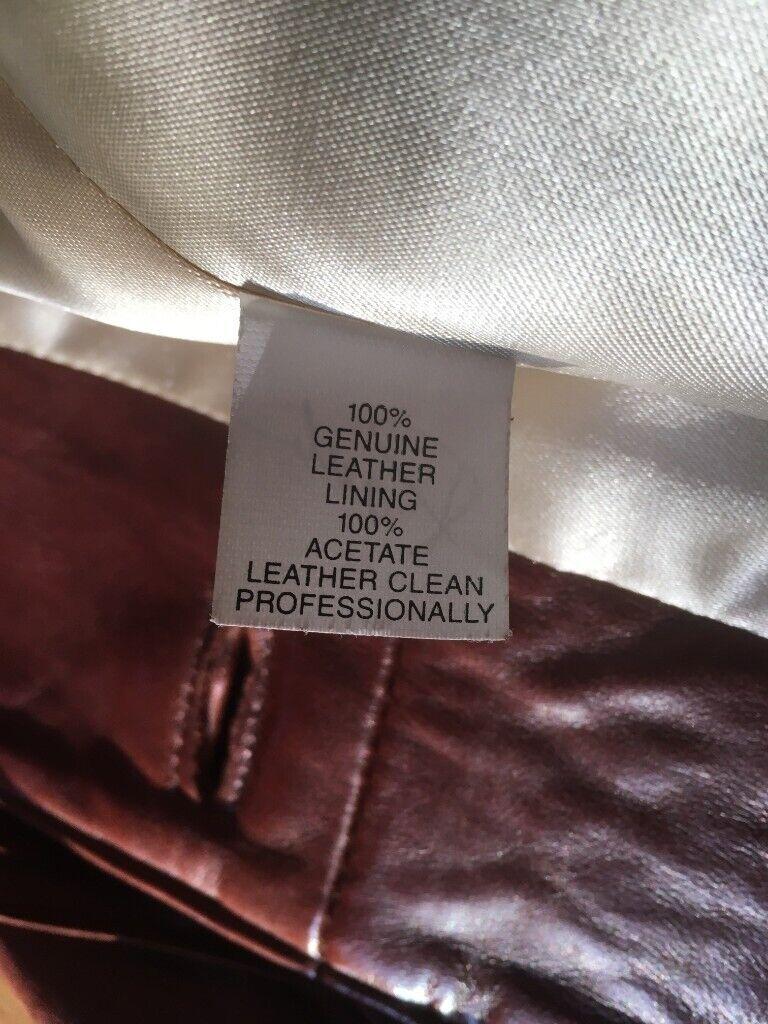 100%
GENUINE
LEATHER
LINING
100%
ACETATE
LEATHER CLEAN
PROFESSIONALLY